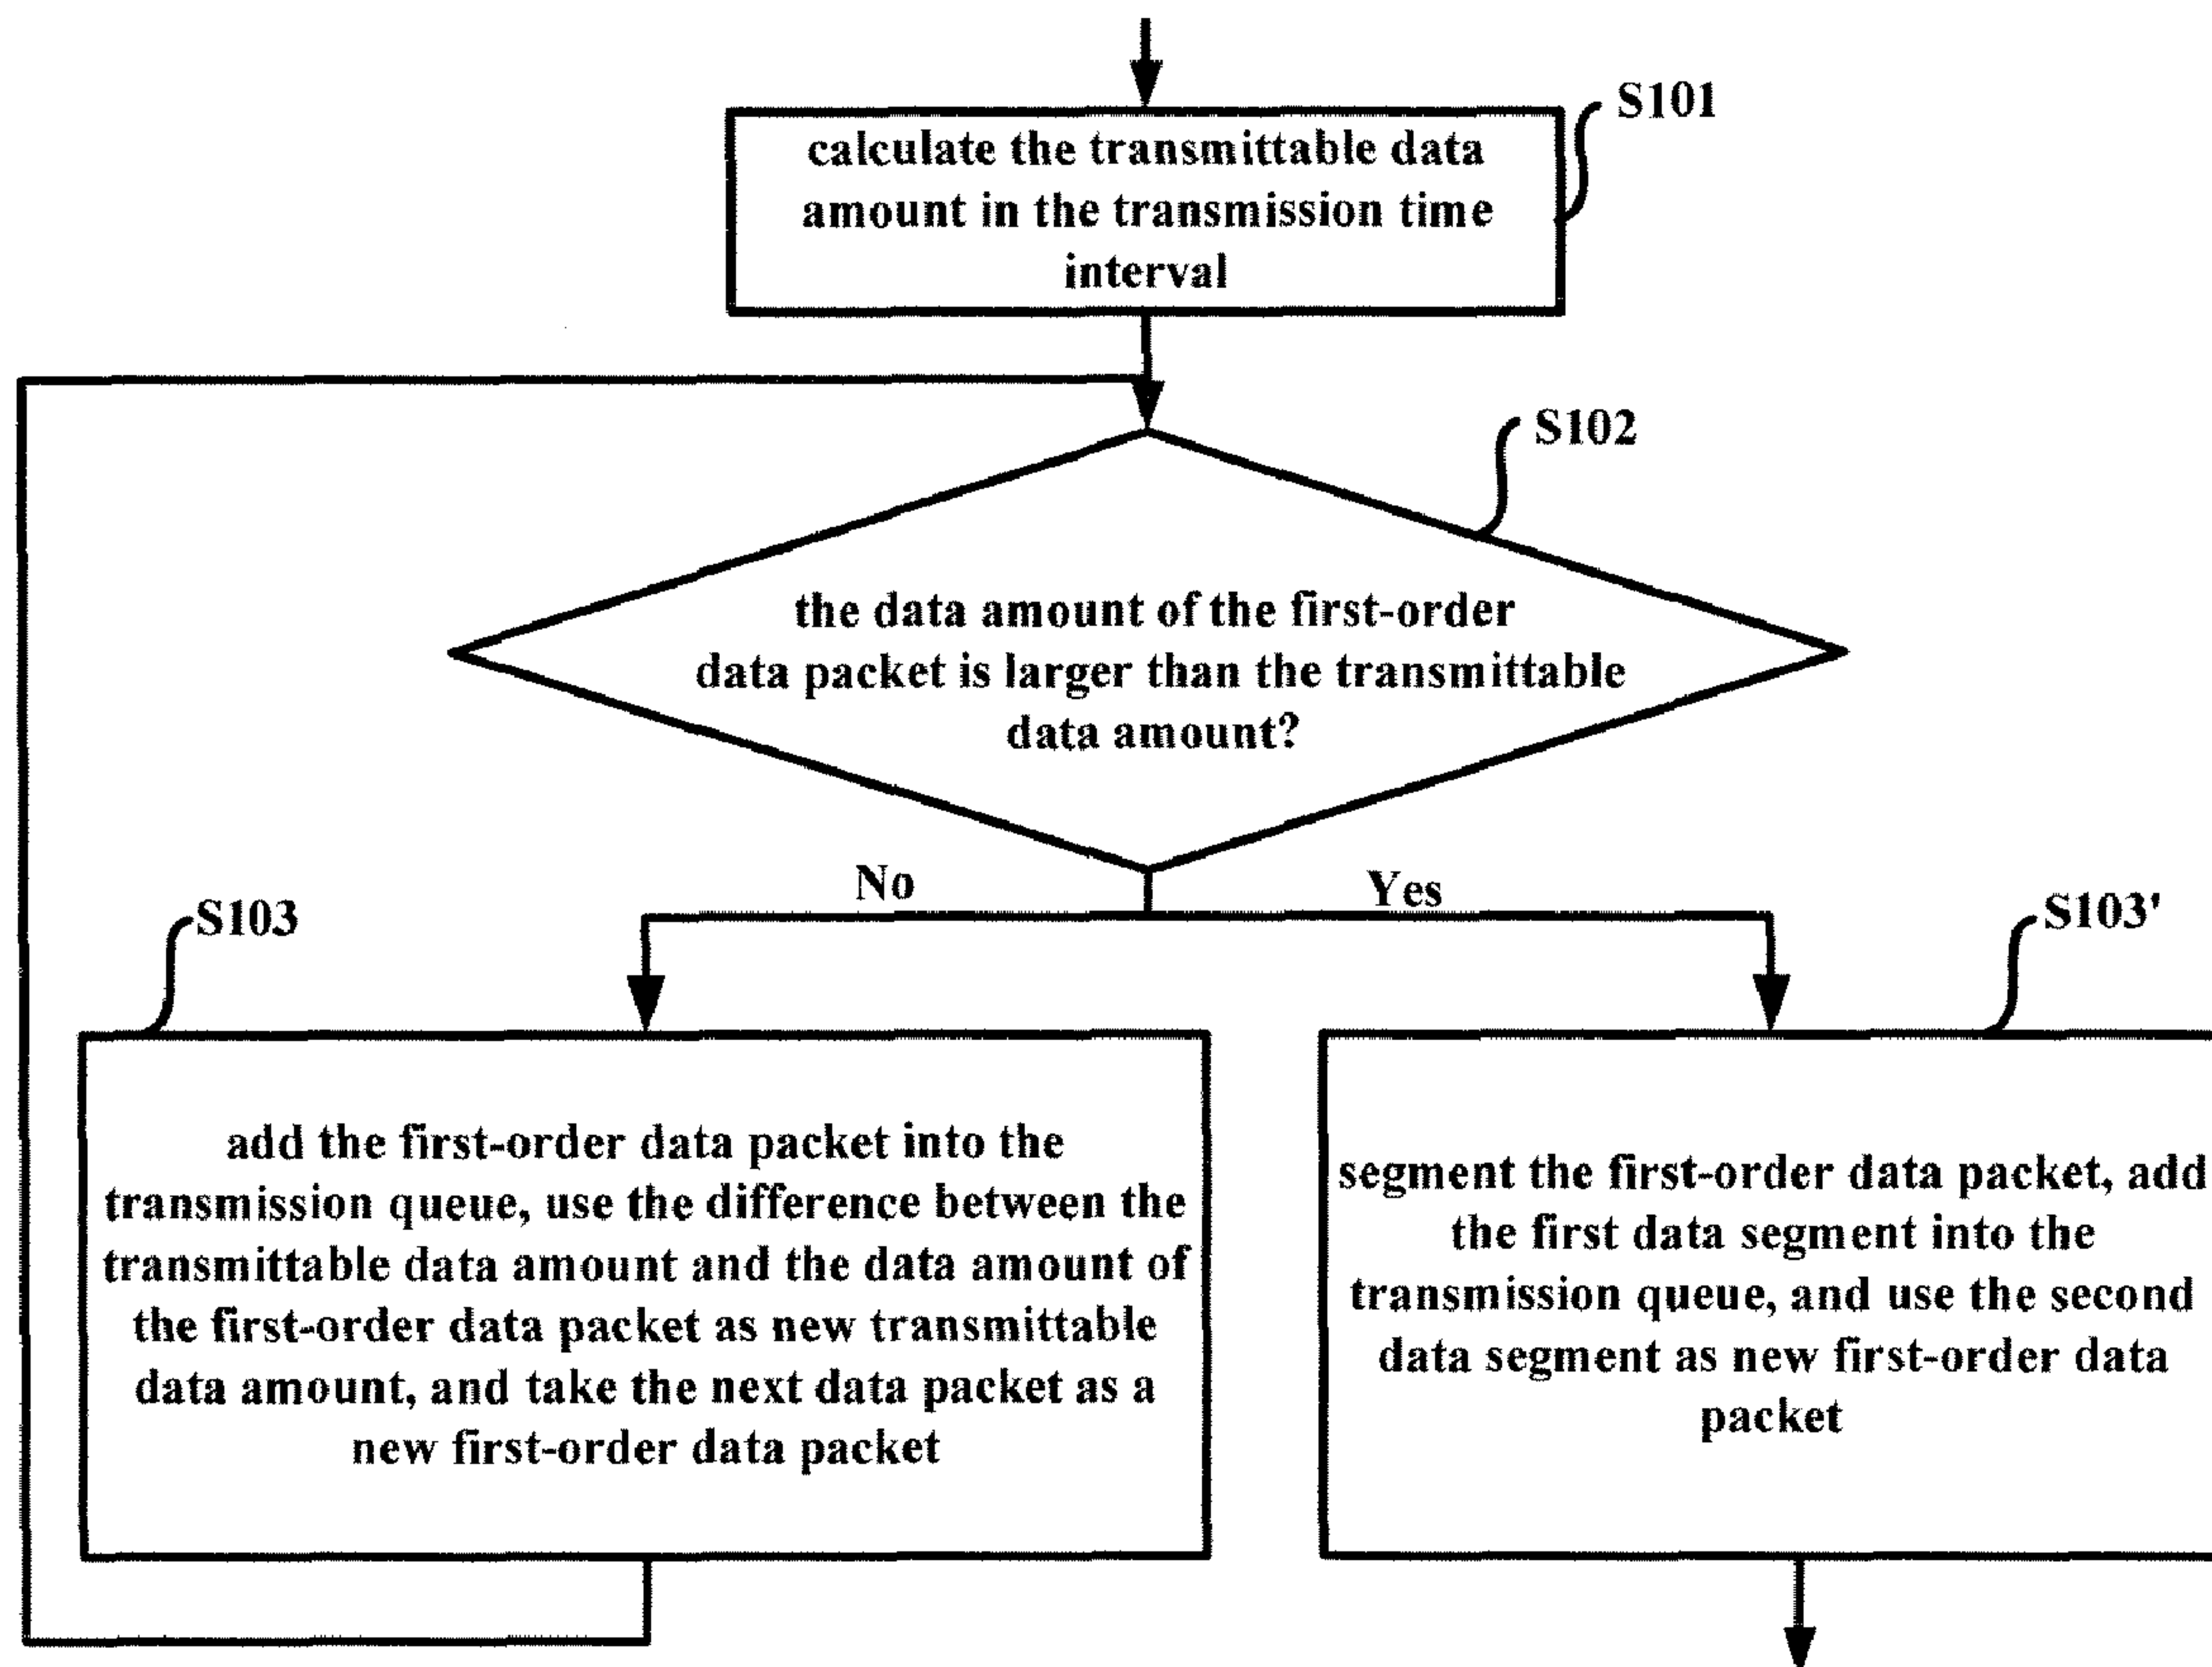 S101
calculate the transmittable data
amount in the transmission time
interval
S102
the data amount of the first-order
data packet is larger than the transmittable
data amount?
No
Yes
S103
S103'
add the first-order data packet into the
transmission queue, use the difference between the
transmittable data amount and the data amount of
the first-order data packet as new transmittable
data amount, and take the next data packet as a
new first-order data packet
segment the first-order data packet, add
the first data segment into the
transmission queue, and use the second
data segment as new first-order data
packet